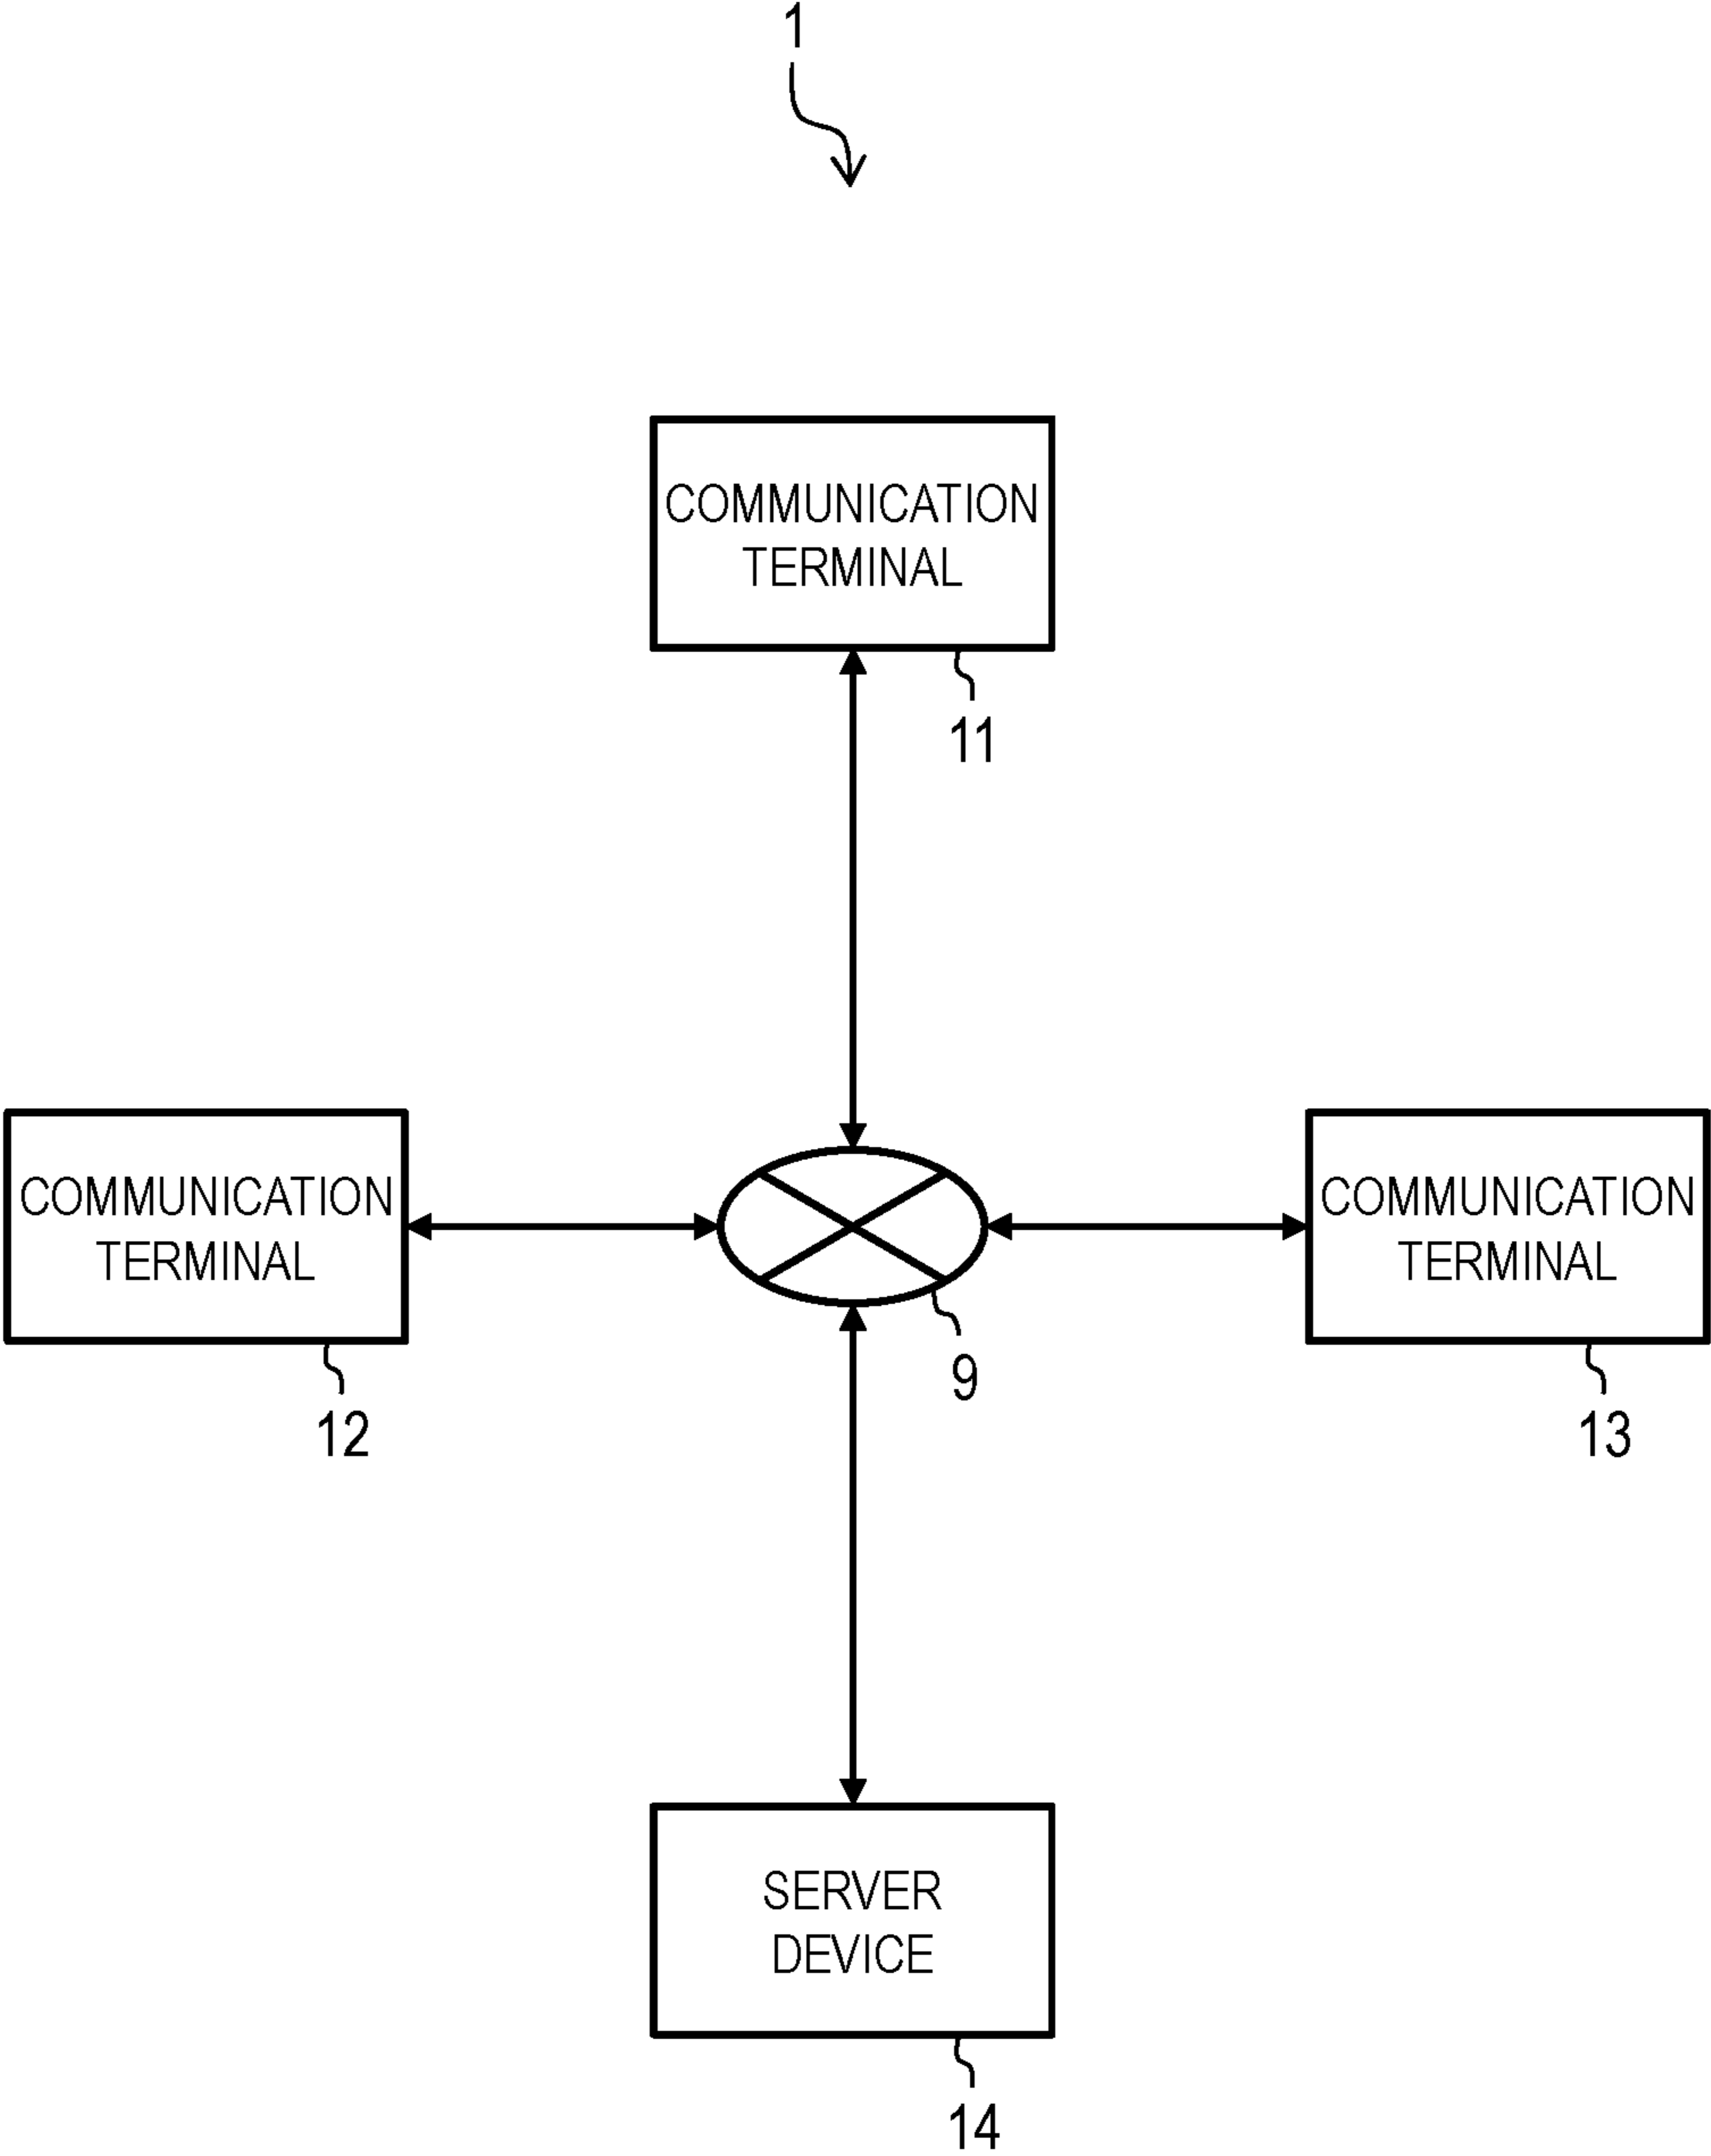 1
COMMUNICATION
TERMINAL
11
COMMUNICATION
TERMINAL
12
9
COMMUNICATION
TERMINAL
13
SERVER
DEVICE
14